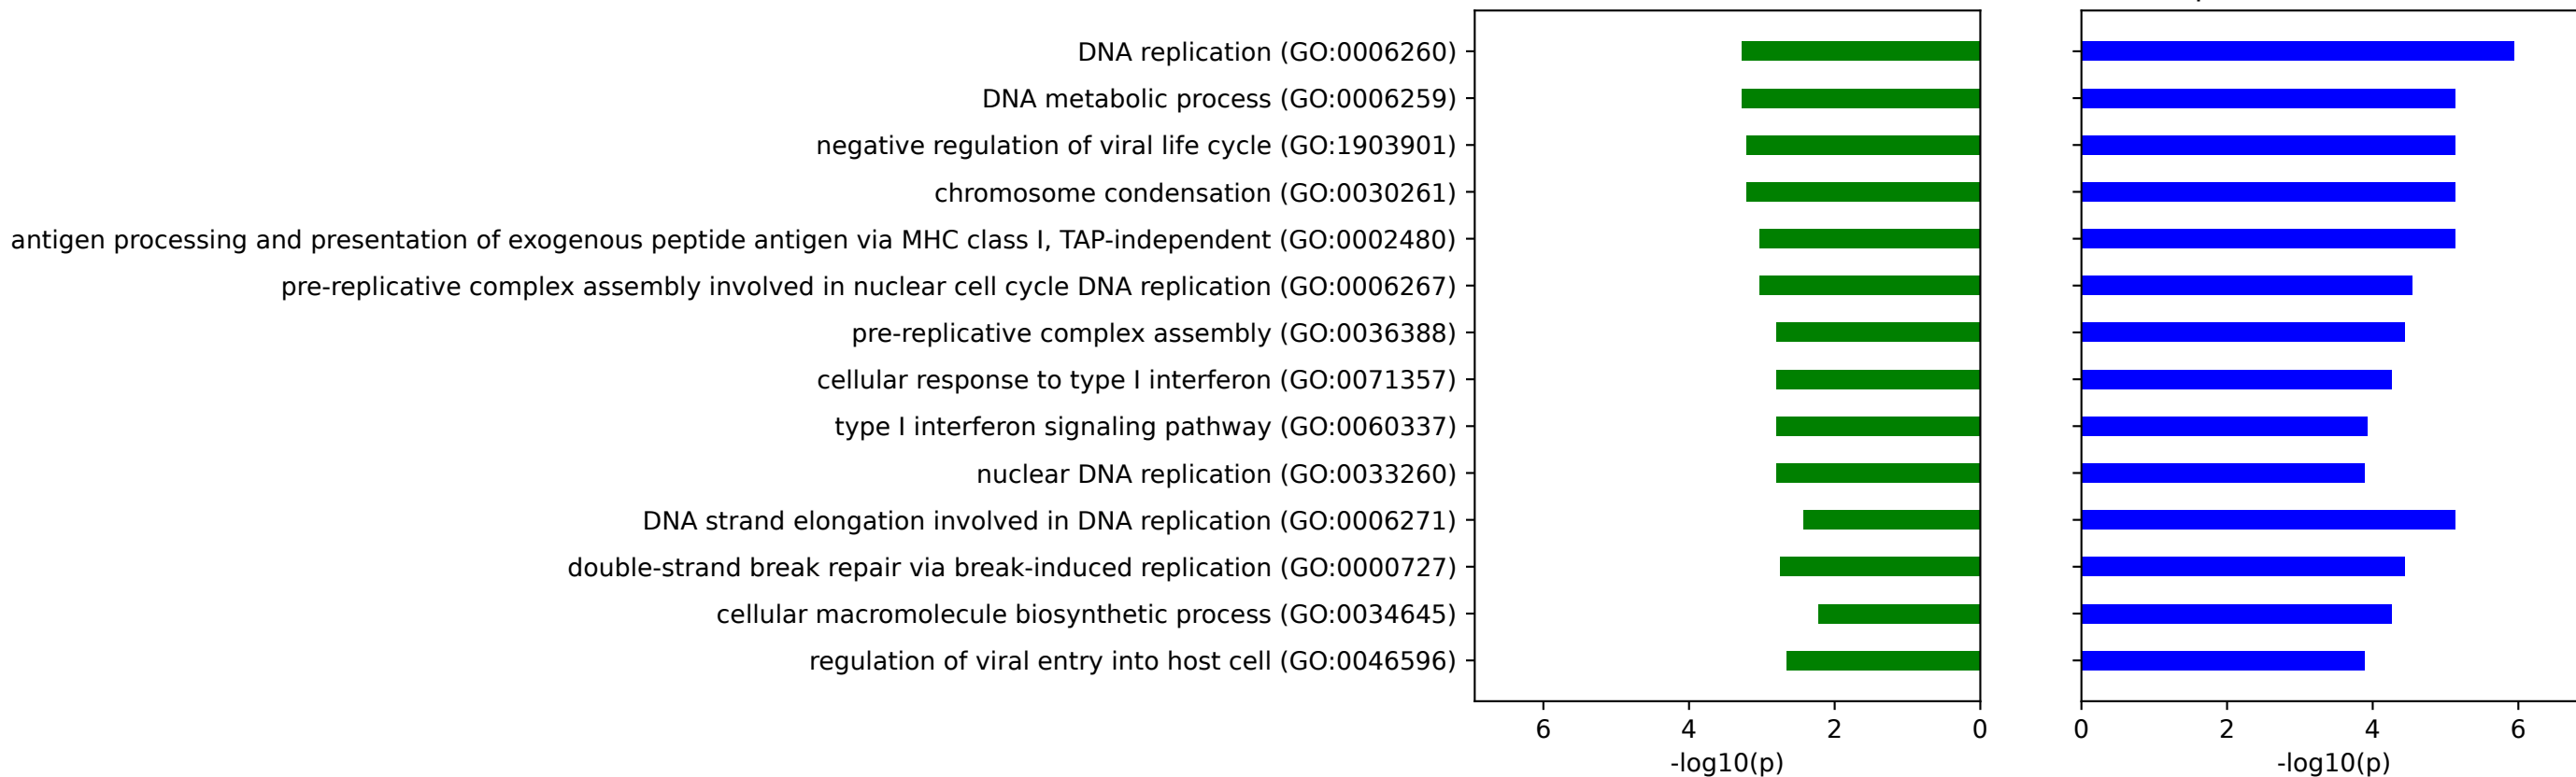 DNA replication (GO:0006260)
DNA metabolic process (GO:0006259)
negative regulation of viral life cycle (GO:1903901)
chromosome condensation (GO:0030261)
antigen processing and presentation of exogenous peptide antigen via MHC class I, TAP-independent (GO:0002480)
pre-replicative complex assembly involved in nuclear cell cycle DNA replication (GO:0006267)
pre-replicative complex assembly (GO:0036388)
cellular response to type I interferon (GO:0071357)
type I interferon signaling pathway (GO:0060337)
nuclear DNA replication (GO:0033260)
DNA strand elongation involved in DNA replication (GO:0006271)
double-strand break repair via break-induced replication (GO:0000727)
cellular macromolecule biosynthetic process (GO:0034645)
regulation of viral entry into host cell (GO:0046596)
6 4 2 0 0 2 4 6
-log10(p) -log10(p)